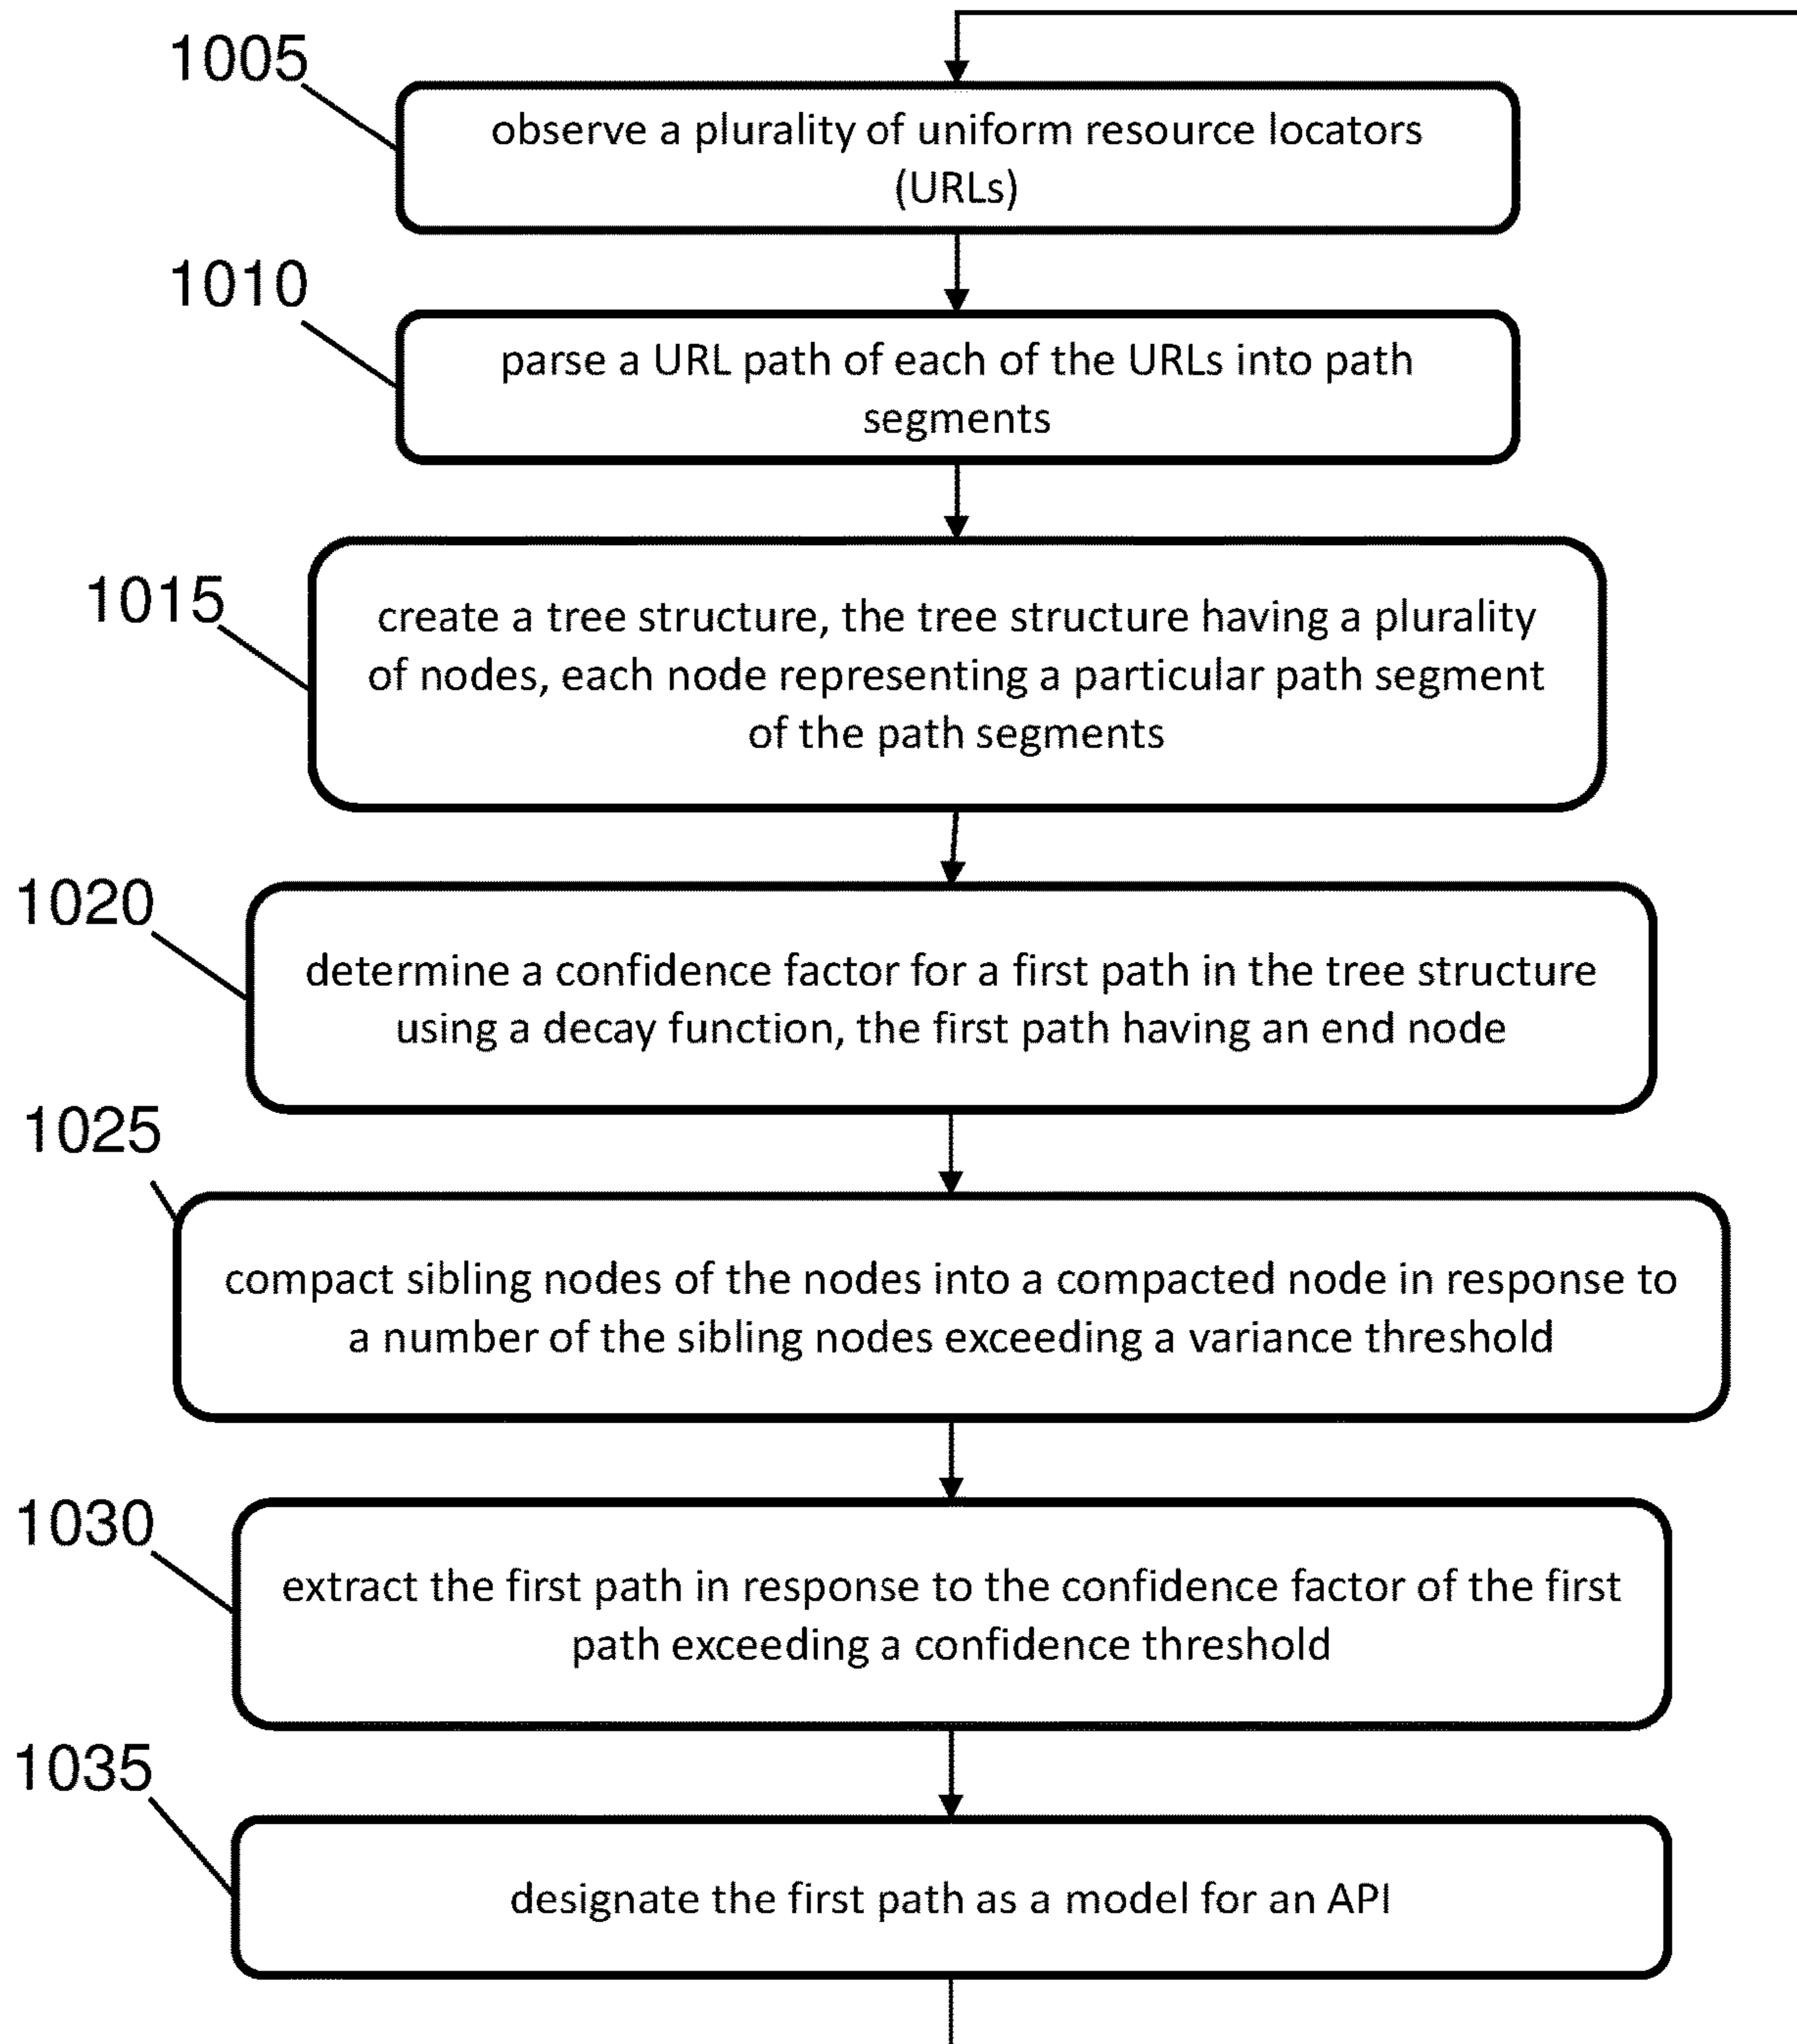 1005
observe a plurality of uniform resource locators
(URLs)
1010
parse a URL path of each of the URLs into path
segments
1015
create a tree structure, the tree structure having a plurality
of nodes, each node representing a particular path segment
of the path segments
1020
determine a confidence factor for a first path in the tree structure
using a decay function, the first path having an end node
1025
compact sibling nodes of the nodes into a compacted node in response to
a number of the sibling nodes exceeding a variance threshold
1030
extract the first path in response to the confidence factor of the first
path exceeding a confidence threshold
1035
designate the first path as a model for an API